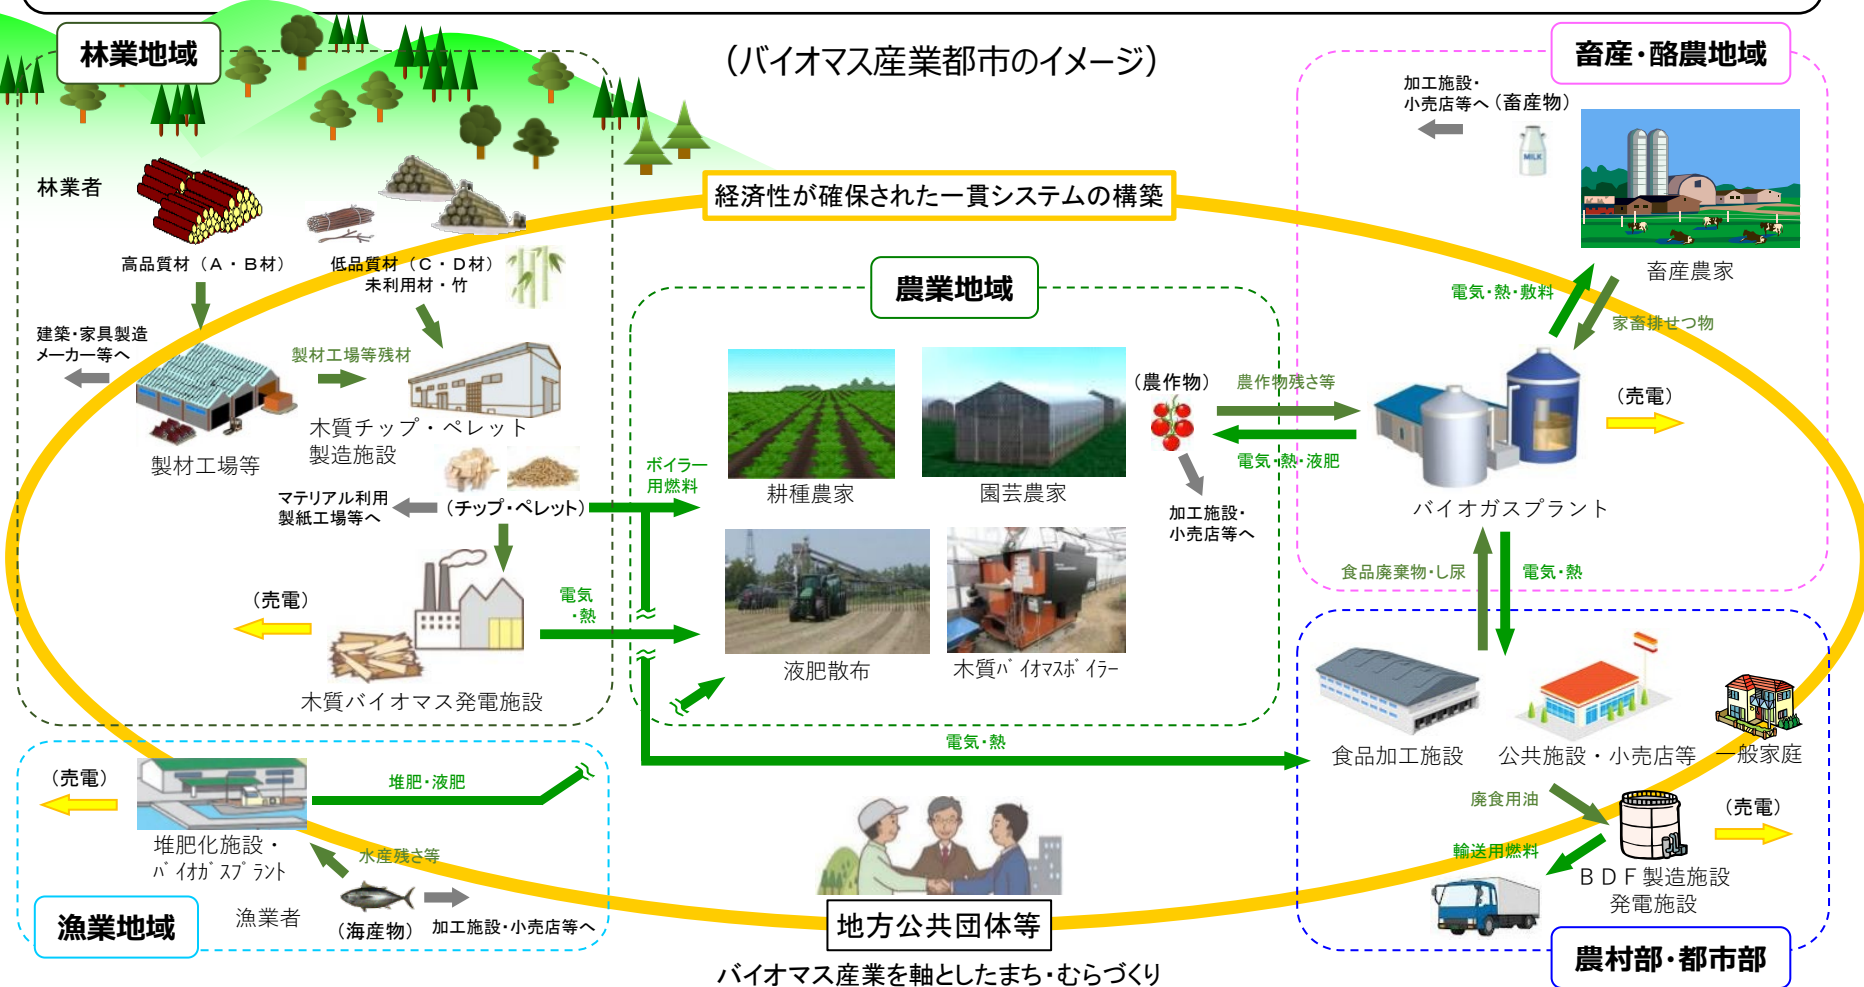 (バイオマス産業都市のイメージ)
林業地域
林業者
高品質材(A・B材)
低品質材(C・D材)
未利用材・竹
建築・家具製造
メーカー等へ
製材工場等残材
製材工場等
木質チップ・ペレット
製造施設
マテリアル利用
製紙工場等へ
(チップ・ペレット)
(売電)
木質バイオマス発電施設
ボイラー
用燃料
電気
・熱
経済性が確保された一貫システムの構築
農業地域
耕種農家
園芸農家
液肥散布
木質バイオマスボイラー
(農作物)
加工施設・
小売店等へ
農作物残さ等
電気・熱・液肥
畜産・酪農地域
加工施設・
小売店等へ
(畜産物)
MILK
畜産農家
電気・熱・敷料
家畜排せつ物
(売電)
バイオガスプラント
食品廃棄物・し尿
電気・熱
電気・熱
食品加工施設
公共施設・小売店等
一般家庭
廃食用油
(売電)
輸送用燃料
BDF製造施設
発電施設
農村部・都市部
(売電)
堆肥・液肥
堆肥化施設・
バイオガスプラント
水産残さ等
漁業地域
漁業者
(海産物)
加工施設・小売店等へ
地方公共団体等
バイオマス産業を軸としたまち・むらづくり